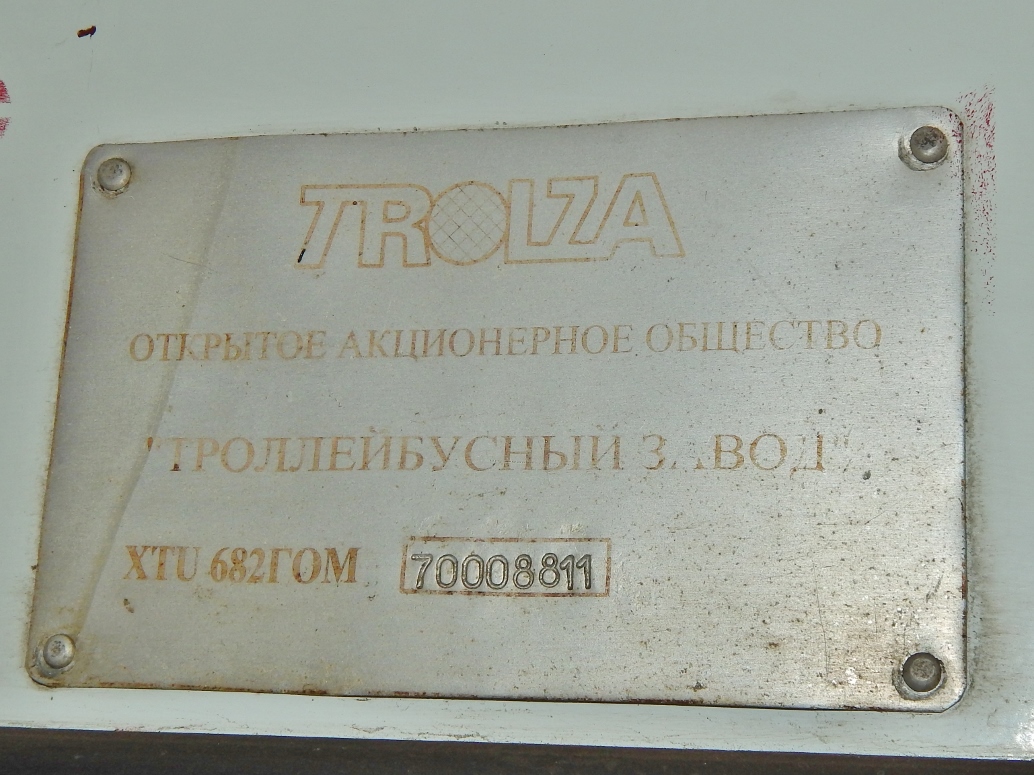 TROLZA
ОТКРЫТОЕ АКЦИОНЕРНОЕ ОБЩЕСТВО
"ТРОЛЛЕЙБУСНЫЙ ЗАВОД"
XTU 682ГОМ 70008811